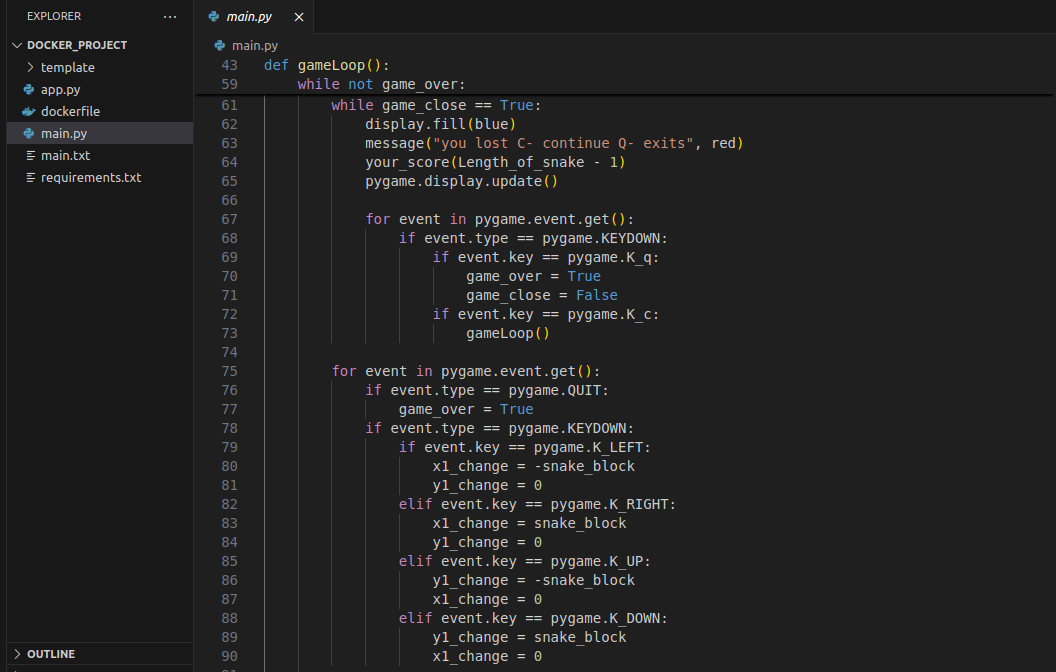 EXPLORER
...
DOCKER_PROJECT
template
app.py
dockerfile
main.py
main.txt
requirements.txt
OUTLINE
main.py
main.py
43 def gameLoop():
59     while not game_over:
61         while game_close == True:
62             display.fill(blue)
63             message("you lost C- continue Q- exits", red)
64             your_score(Length_of_snake - 1)
65             pygame.display.update()
66
67             for event in pygame.event.get():
68                 if event.type == pygame.KEYDOWN:
69                     if event.key == pygame.K_q:
70                         game_over = True
71                         game_close = False
72                     if event.key == pygame.K_c:
73                         gameLoop()
74
75         for event in pygame.event.get():
76             if event.type == pygame.QUIT:
77                 game_over = True
78             if event.type == pygame.KEYDOWN:
79                 if event.key == pygame.K_LEFT:
80                     x1_change = -snake_block
81                     y1_change = 0
82                 elif event.key == pygame.K_RIGHT:
83                     x1_change = snake_block
84                     y1_change = 0
85                 elif event.key == pygame.K_UP:
86                     y1_change = -snake_block
87                     x1_change = 0
88                 elif event.key == pygame.K_DOWN:
89                     y1_change = snake_block
90                     x1_change = 0